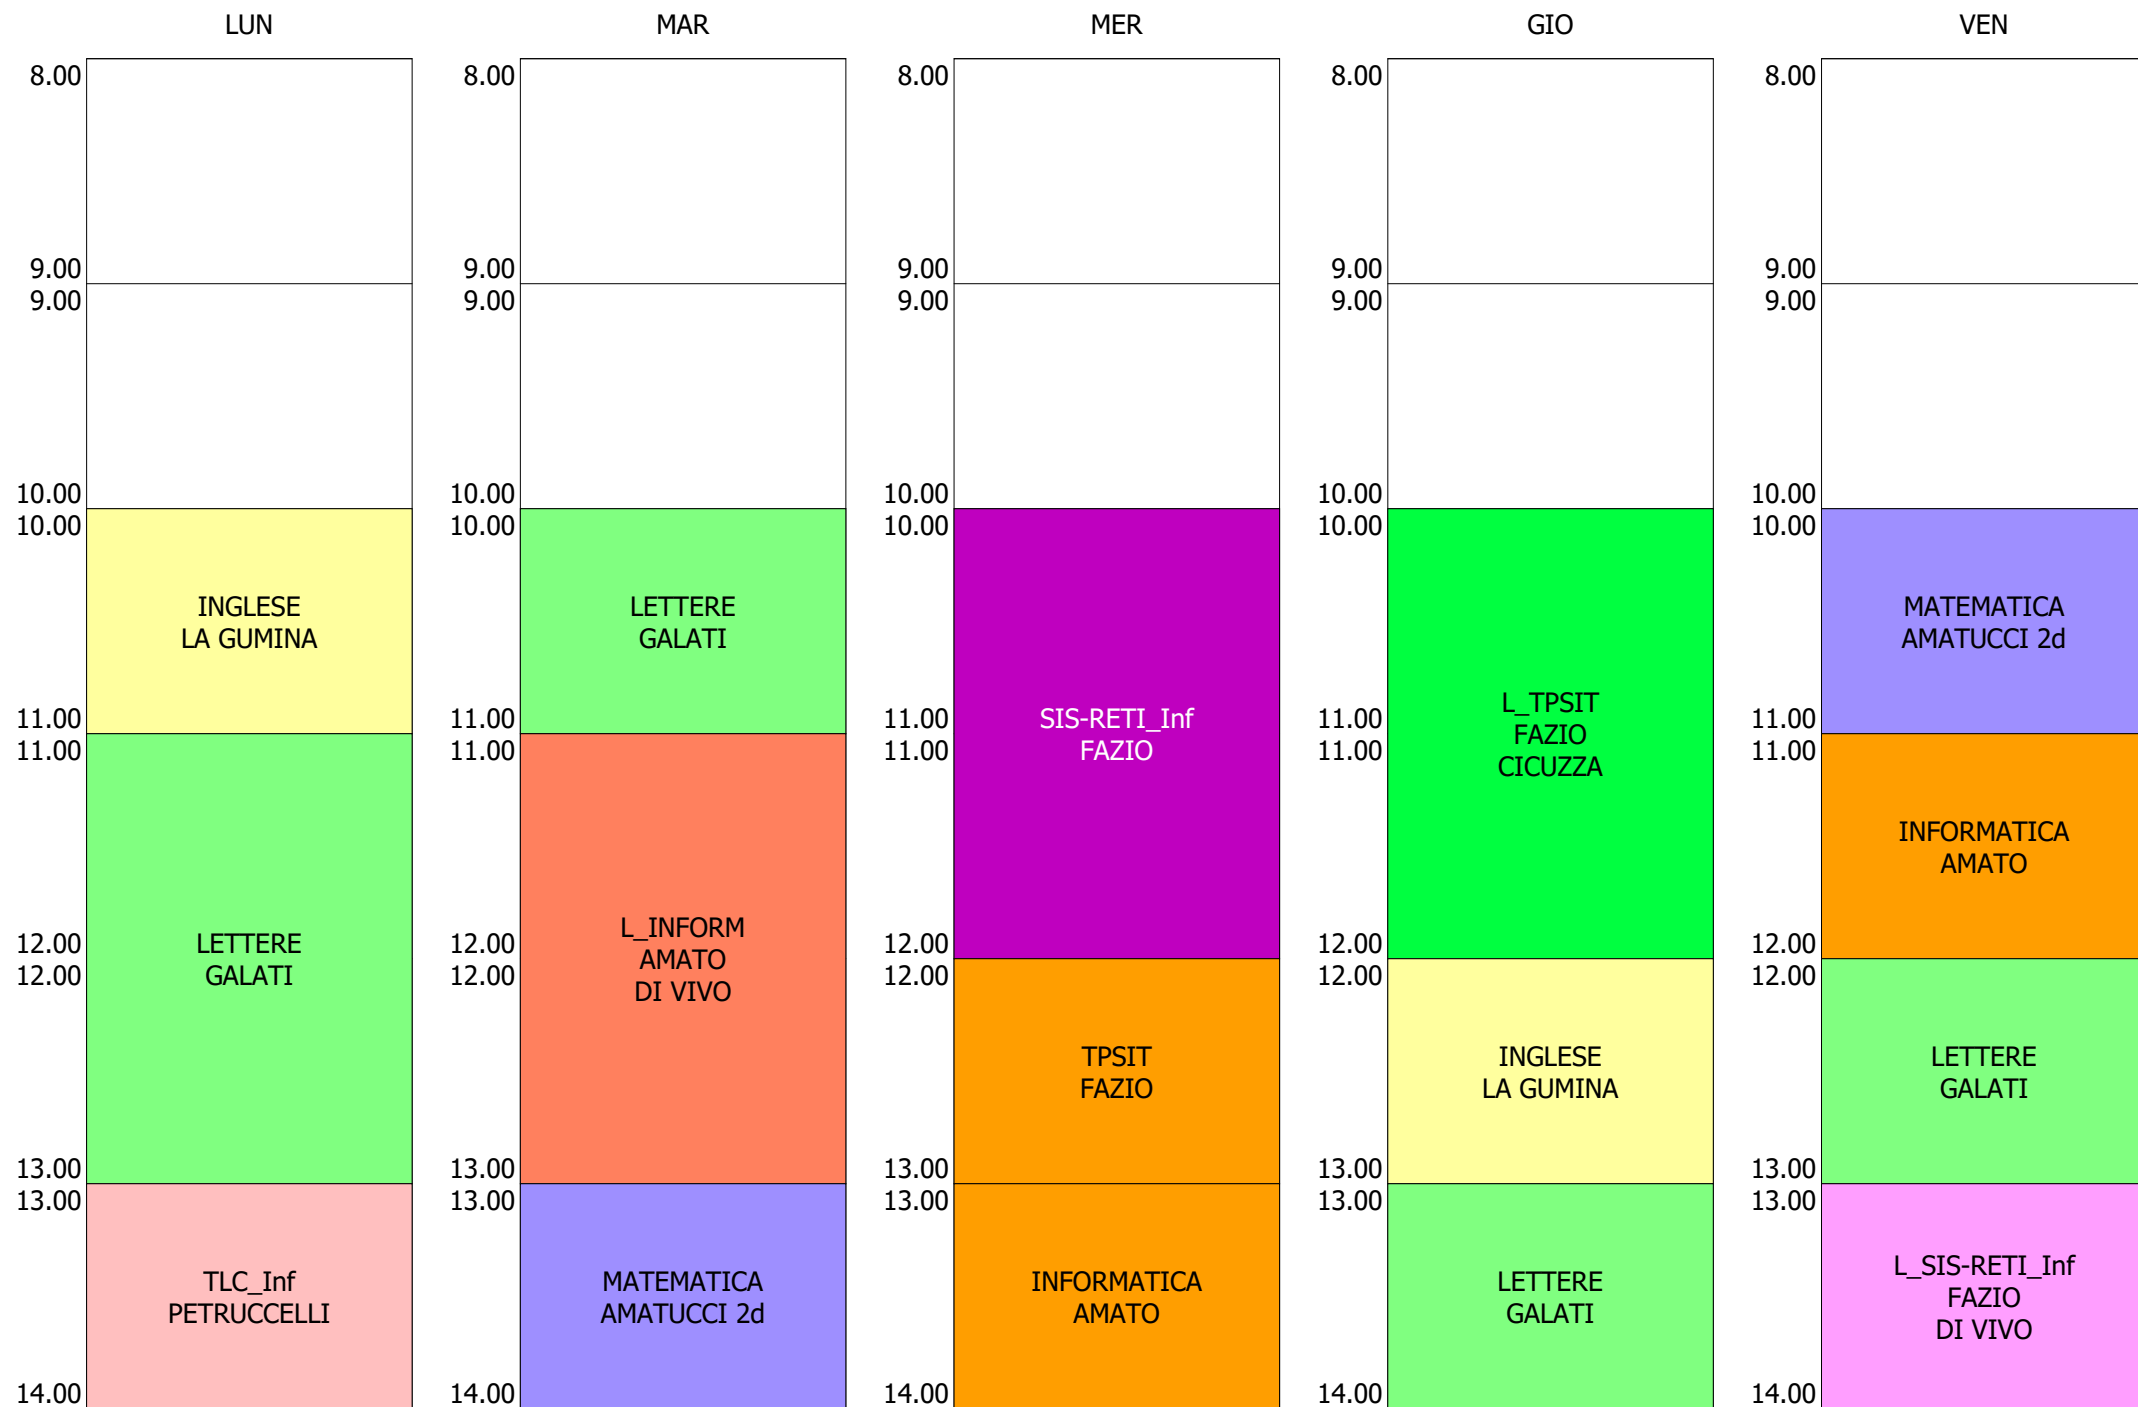 LUN
MAR
MER
GIO
VEN
8.00
9.00
9.00
10.00
10.00
INGLESE
LA GUMINA
11.00
11.00
LETTERE
GALATI
12.00
12.00
13.00
13.00
TLC_Inf
PETRUCCELLI
14.00
8.00
9.00
9.00
10.00
10.00
LETTERE
GALATI
11.00
11.00
L_INFORM
AMATO
DI VIVO
12.00
12.00
13.00
13.00
MATEMATICA
AMATUCCI 2d
14.00
8.00
9.00
9.00
10.00
10.00
SIS-RETI_Inf
FAZIO
11.00
11.00
12.00
12.00
TPSIT
FAZIO
13.00
13.00
INFORMATICA
AMATO
14.00
8.00
9.00
9.00
10.00
10.00
L_TPSIT
FAZIO
CICUZZA
11.00
11.00
12.00
12.00
INGLESE
LA GUMINA
13.00
13.00
LETTERE
GALATI
14.00
8.00
9.00
9.00
10.00
10.00
MATEMATICA
AMATUCCI 2d
11.00
11.00
INFORMATICA
AMATO
12.00
12.00
LETTERE
GALATI
13.00
13.00
L_SIS-RETI_Inf
FAZIO
DI VIVO
14.00